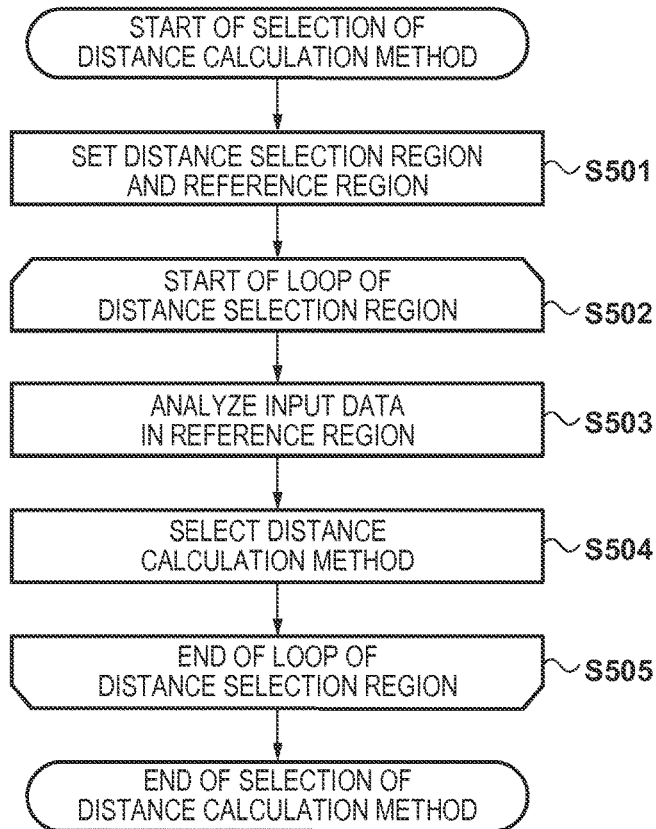 START OF SELECTION OF
DISTANCE CALCULATION METHOD
SET DISTANCE SELECTION REGION
AND REFERENCE REGION
S501
START OF LOOP OF
DISTANCE SELECTION REGION
S502
ANALYZE INPUT DATA
IN REFERENCE REGION
S503
SELECT DISTANCE
CALCULATION METHOD
S504
END OF LOOP OF
DISTANCE SELECTION REGION
S505
END OF SELECTION OF
DISTANCE CALCULATION METHOD